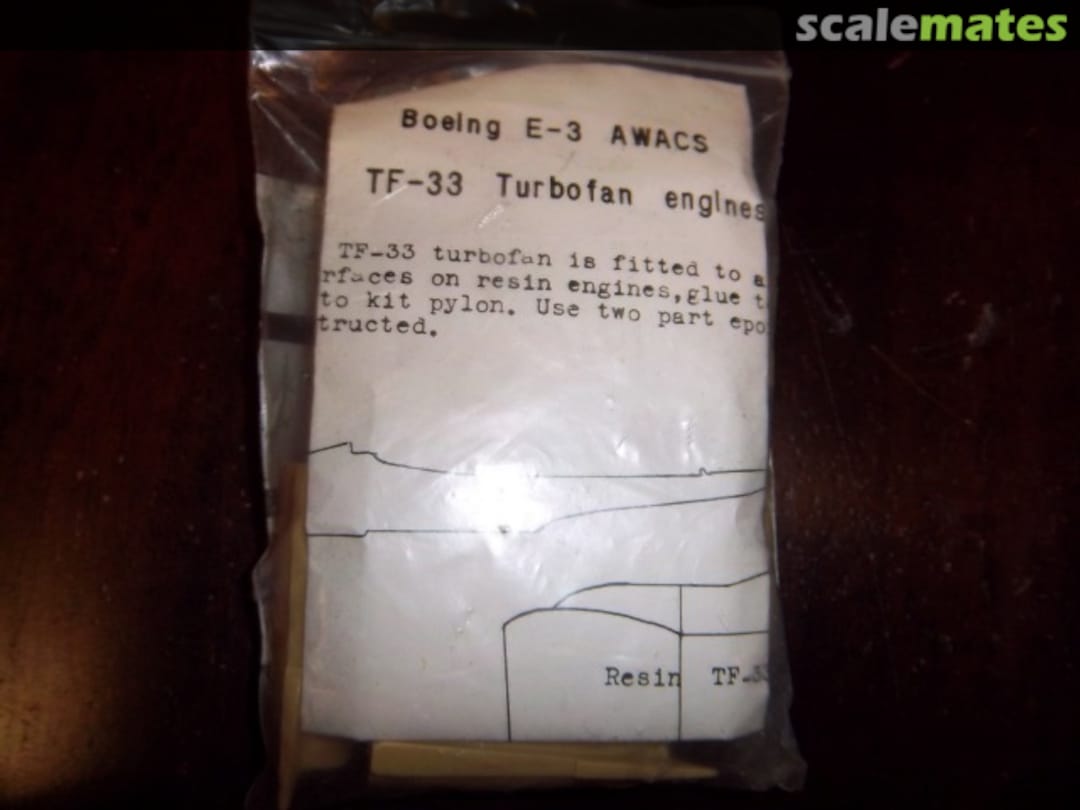 scalemates
Boeing E-3 AWACS
TF-33 Turbofan engines
TF-33 turbofan is fitted to a
rfaces on resin engines,glue t
to kit pylon. Use two part epo
tructed.
Resin TF-33